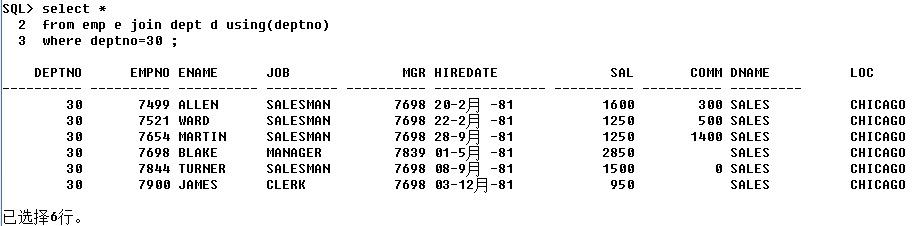 SQL> select *
  2  from emp e join dept d using(deptno)
  3  where deptno=30 ;
    DEPTNO      EMPNO ENAME      JOB              MGR HIREDATE              SAL       COMM DNAME          LOC
---------- ---------- ---------- --------- ---------- -------------- ---------- ---------- -------------- -------------
        30       7499 ALLEN      SALESMAN        7698 20-2月 -81           1600        300 SALES          CHICAGO
        30       7521 WARD       SALESMAN        7698 22-2月 -81           1250        500 SALES          CHICAGO
        30       7654 MARTIN     SALESMAN        7698 28-9月 -81           1250       1400 SALES          CHICAGO
        30       7698 BLAKE      MANAGER         7839 01-5月 -81           2850            SALES          CHICAGO
        30       7844 TURNER     SALESMAN        7698 08-9月 -81           1500          0 SALES          CHICAGO
        30       7900 JAMES      CLERK           7698 03-12月-81            950            SALES          CHICAGO
已选择6行。